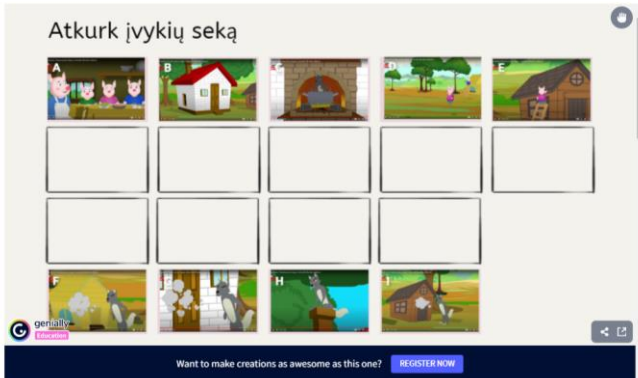 Atkurk įvykių seką
A
B
D
E
F
H
I
genially
Education
Want to make creations as awesome as this one?
REGISTER NOW